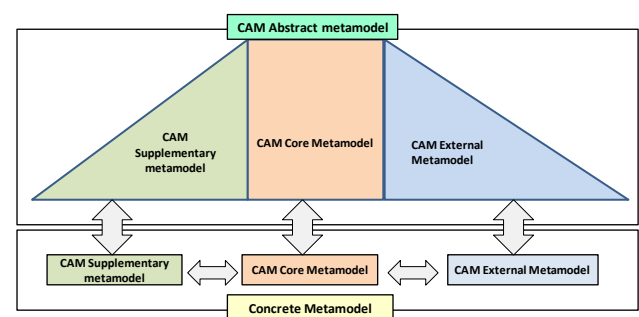 CAM Abstract metamodel
CAM
Supplementary
metamodel
CAM Core Metamodel
CAM External
Metamodel
CAM Supplementary
metamodel
CAM Core Metamodel
CAM External Metamodel
Concrete Metamodel